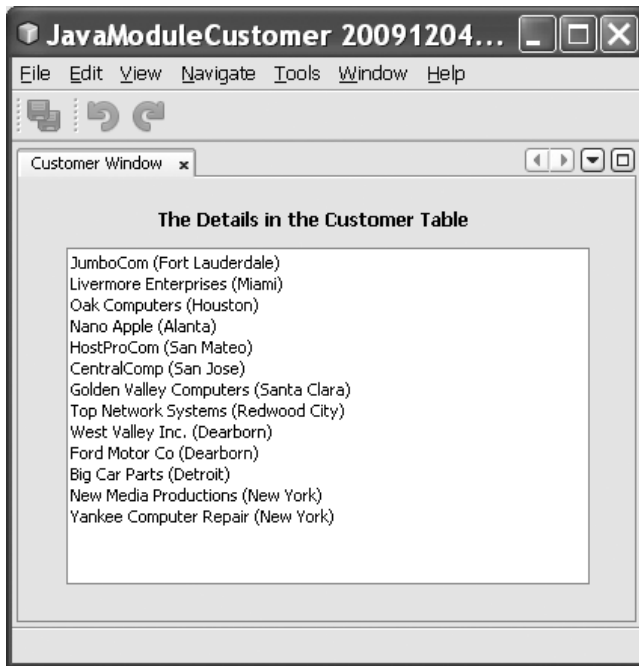 JavaModuleCustomer 20091204...
File Edit View Navigate Tools Window Help
Customer Window x
The Details in the Customer Table
JumboCom (Fort Lauderdale)
Livermore Enterprises (Miami)
Oak Computers (Houston)
Nano Apple (Alanta)
HostProCom (San Mateo)
CentralComp (San Jose)
Golden Valley Computers (Santa Clara)
Top Network Systems (Redwood City)
West Valley Inc. (Dearborn)
Ford Motor Co (Dearborn)
Big Car Parts (Detroit)
New Media Productions (New York)
Yankee Computer Repair (New York)